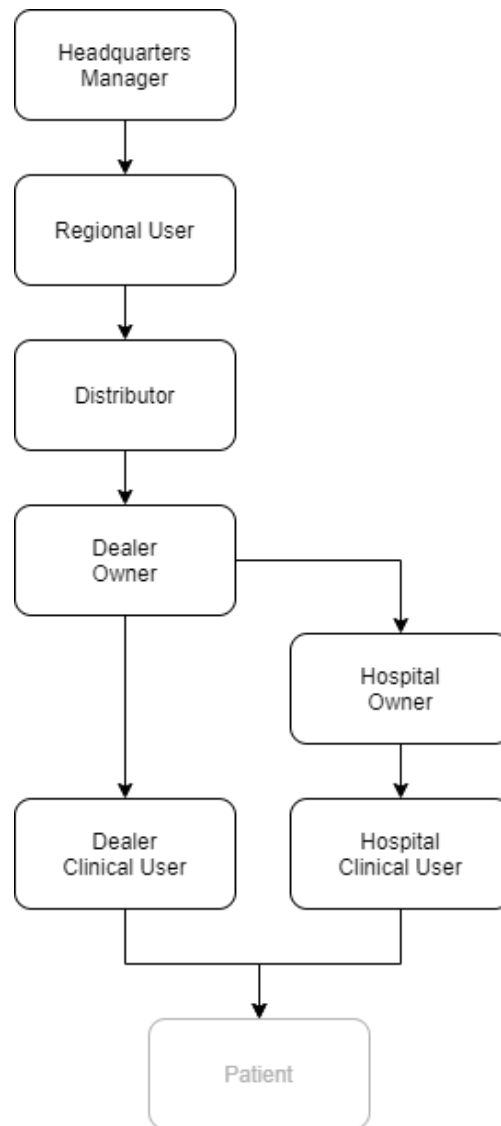 Headquarters
Manager
Regional User
Distributor
Dealer
Owner
Hospital
Owner
Dealer
Clinical User
Hospital
Clinical User
Patient